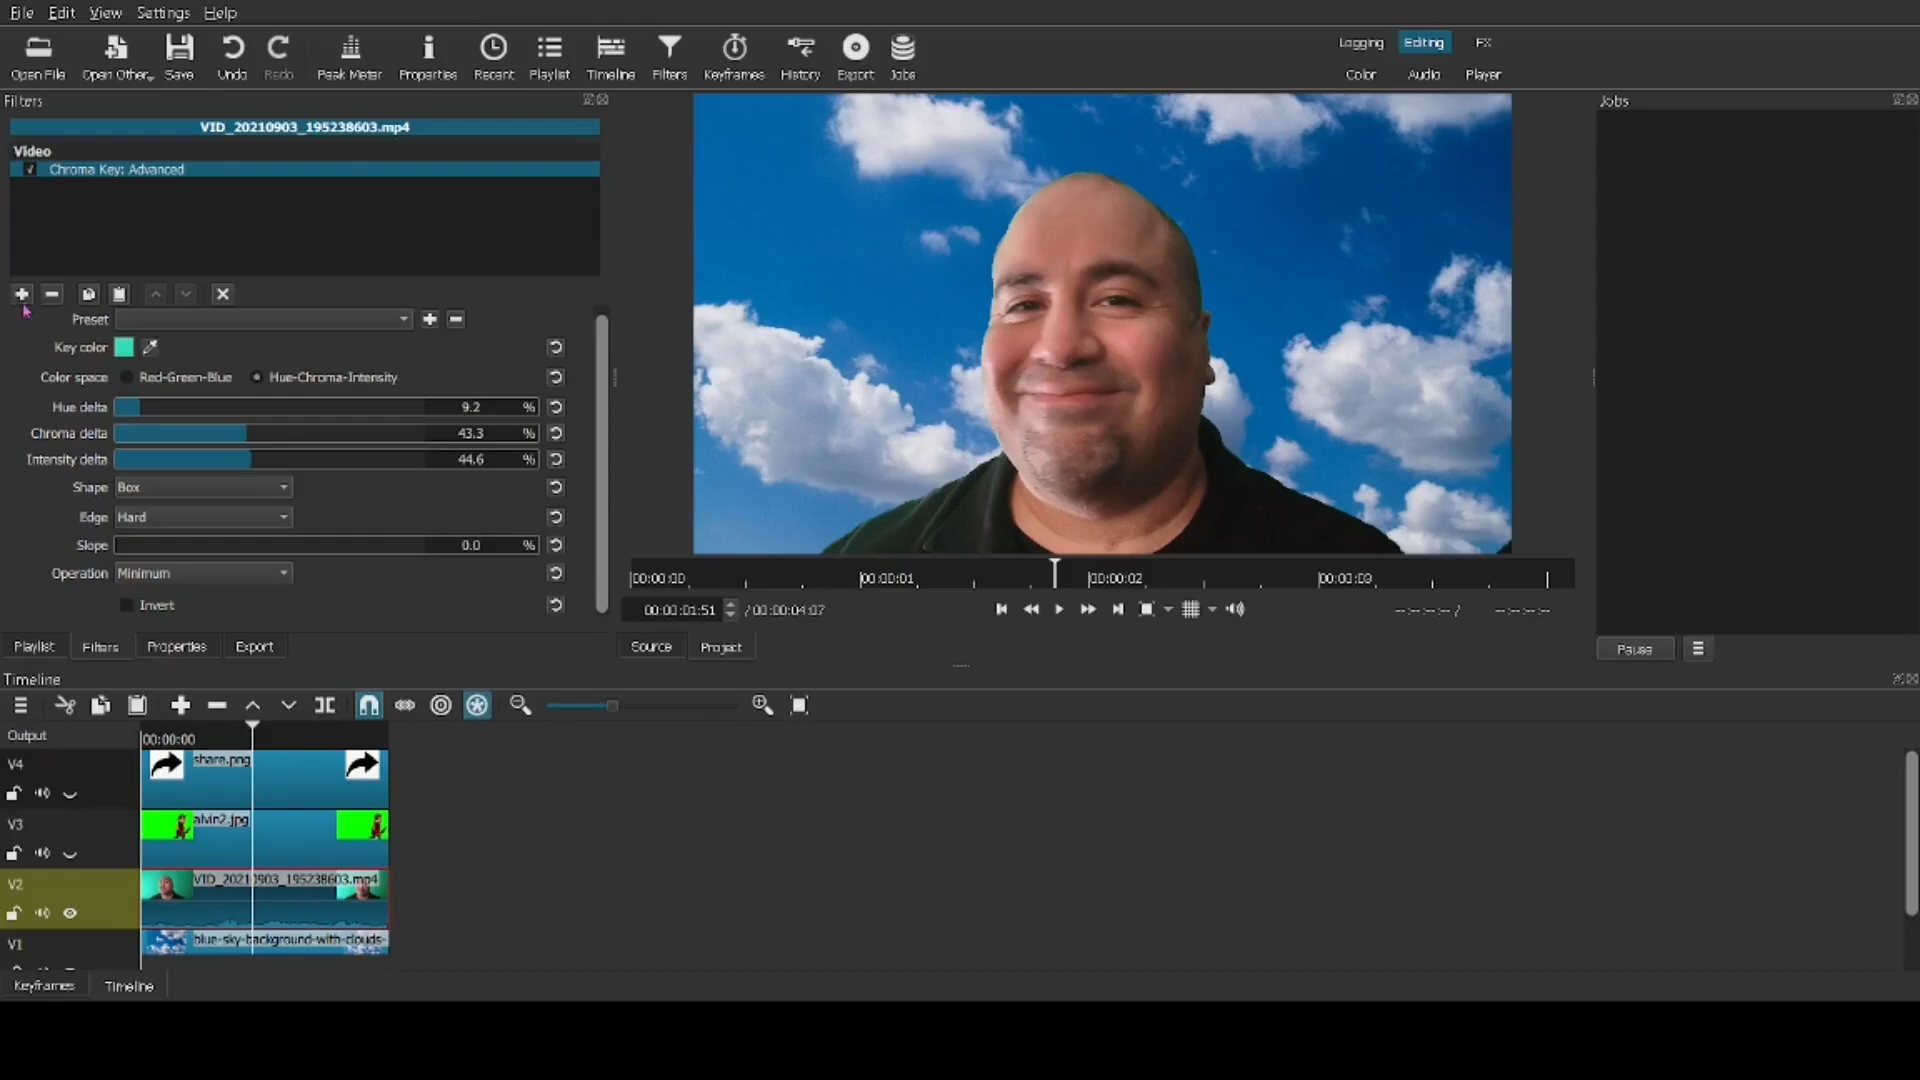 File Edit View Settings Help
Open File Open Other... Save Undo Redo Peak Meter Properties Recent Playlist Timeline Filters Keyframes History Export Jobs
Logging Editing FX
Color Audio Player
Filters
Jobs
VID_20210903_195238603.mp4
Video
Chroma Key: Advanced
Preset
Key color
Color space Red-Green-Blue Hue-Chroma-Intensity
Hue delta 9.2 %
Chroma delta 43.3 %
Intensity delta 44.6 %
Shape Box
Edge Hard
Slope 0.0 %
Operation Minimum
Invert
00:00:00 00:00:01 00:00:02 00:00:03
00:00:01:51 / 00:00:04:07 --:--:--:-- / --:--:--:--
Playlist Filters Properties Export
Source Project
Pause
Timeline
Output
00:00:00
V4
share.png
V3
alvin2.jpg
V2
VID_20210903_195238603.mp4
V1
blue-sky-background-with-clouds-
Keyframes Timeline